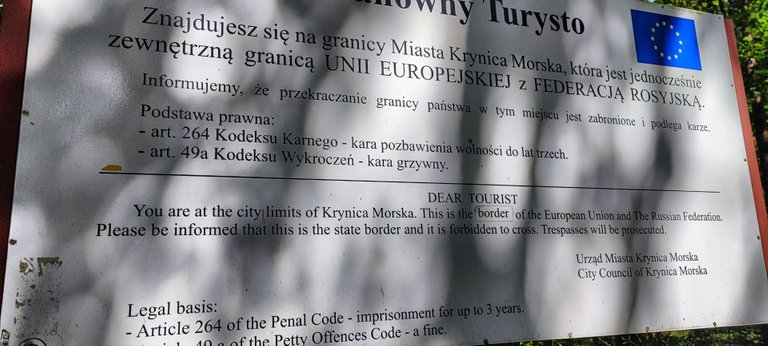 Szanowny Turysto
Znajdujesz się na granicy Miasta Krynica Morska, która jest jednocześnie
zewnętrzną granicą UNII EUROPEJSKIEJ z FEDERACJĄ ROSYJSKĄ.
Informujemy, że przekraczanie granicy państwa w tym miejscu jest zabronione i podlega karze.
Podstawa prawna:
- art. 264 Kodeksu Karnego - kara pozbawienia wolności do lat trzech.
- art. 49a Kodeksu Wykroczeń - kara grzywny.
DEAR TOURIST
You are at the city limits of Krynica Morska. This is the border of the European Union and The Russian Federation.
Please be informed that this is the state border and it is forbidden to cross. Trespasses will be prosecuted.
Urząd Miasta Krynica Morska
City Council of Krynica Morska
Legal basis:
- Article 264 of the Penal Code - imprisonment for up to 3 years.
- Article 49 a of the Petty Offences Code - a fine.